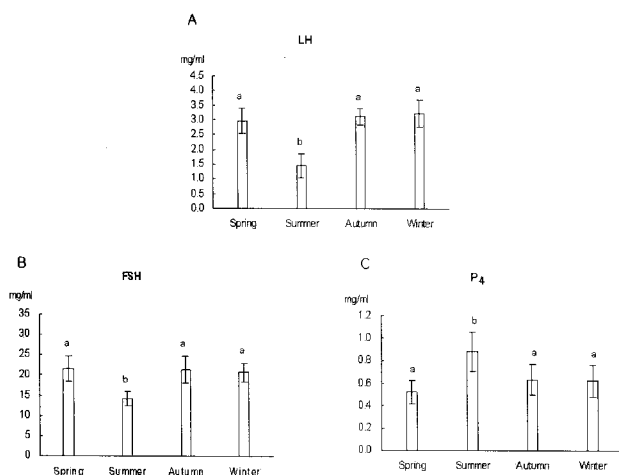 A
LH
mg/ml
4.5
4.0
3.5
3.0
2.5
2.0
1.5
1.0
0.5
0.0
a
b
a
a
Spring Summer Autumn Winter
B
FSH
mg/ml
35
30
25
20
15
10
5
0
a
b
a
a
Spring Summer Autumn Winter
C
P4
mg/ml
1.2
1.0
0.8
0.6
0.4
0.2
0.0
a
b
a
a
Spring Summer Autumn Winter